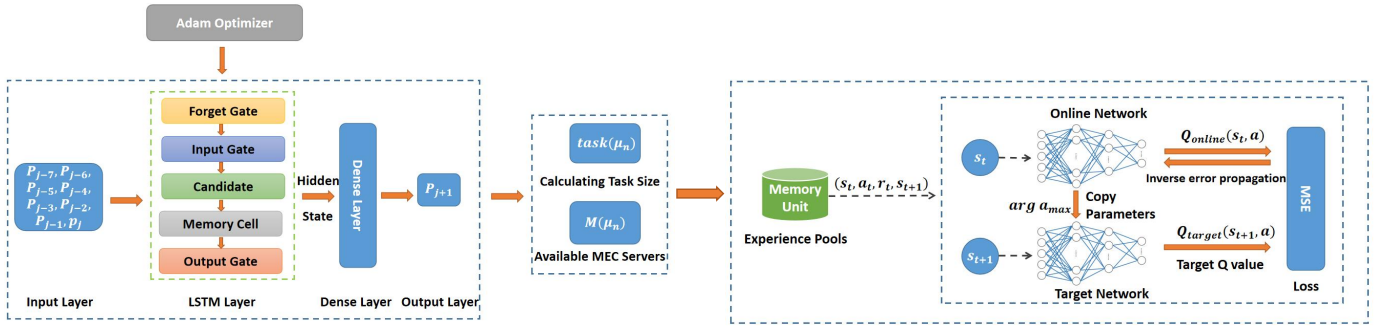 Adam Optimizer
Forget Gate
Input Gate
Candidate
Memory Cell
Output Gate
P_{j-7}, P_{j-6},
P_{j-5}, P_{j-4},
P_{j-3}, P_{j-2},
P_{j-1}, p_j
Hidden
State
Dense Layer
P_{j+1}
Input Layer
LSTM Layer
Dense Layer
Output Layer
task(μ_n)
Calculating Task Size
M(μ_n)
Available MEC Servers
Memory
Unit
Experience Pools
(s_t, a_t, r_t, s_{t+1})
Online Network
s_t
Q_{online}(s_t, a)
Inverse error propagation
arg a_{max}
Copy
Parameters
s_{t+1}
Q_{target}(s_{t+1}, a)
Target Q value
Target Network
MSE
Loss